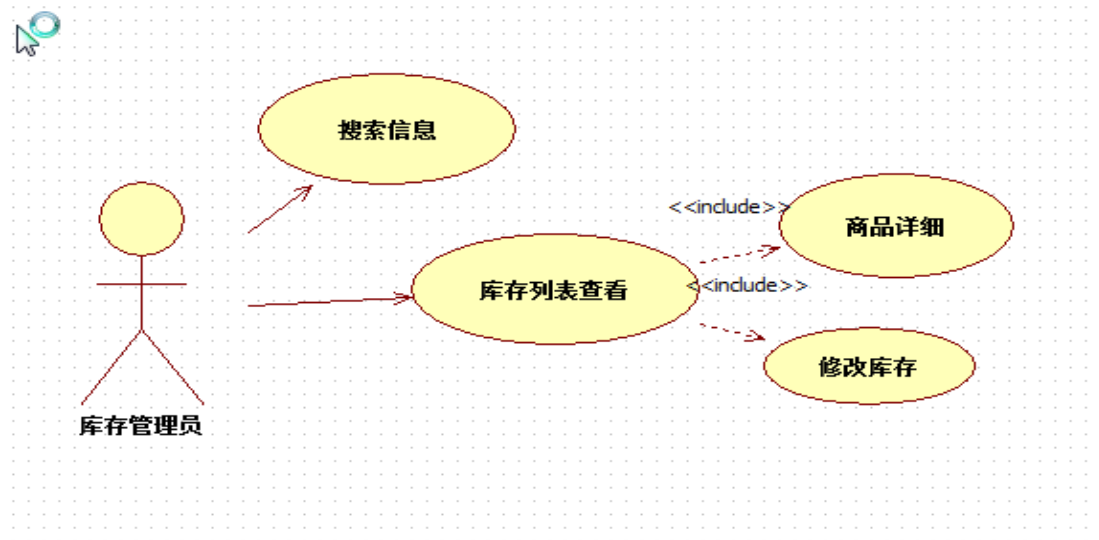 搜索信息
<<include>>
商品详细
库存列表查看
<<include>>
修改库存
库存管理员